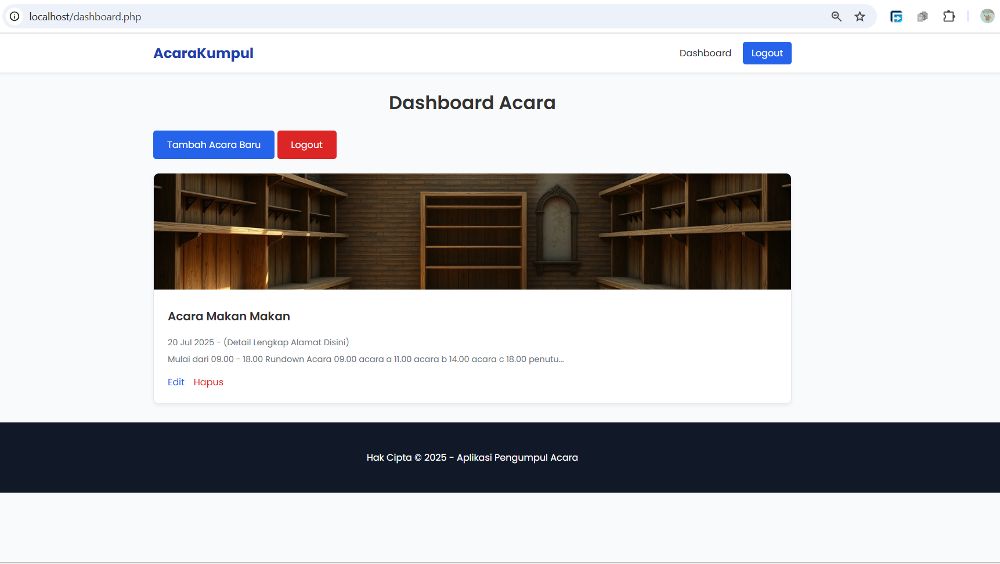 localhost/dashboard.php
AcaraKumpul
Dashboard
Logout
Dashboard Acara
Tambah Acara Baru
Logout
Acara Makan Makan
20 Jul 2025 - (Detail Lengkap Alamat Disini)
Mulai dari 09.00 - 18.00 Rundown Acara 09.00 acara a 11.00 acara b 14.00 acara c 18.00 penutu...
Edit
Hapus
Hak Cipta © 2025 - Aplikasi Pengumpul Acara